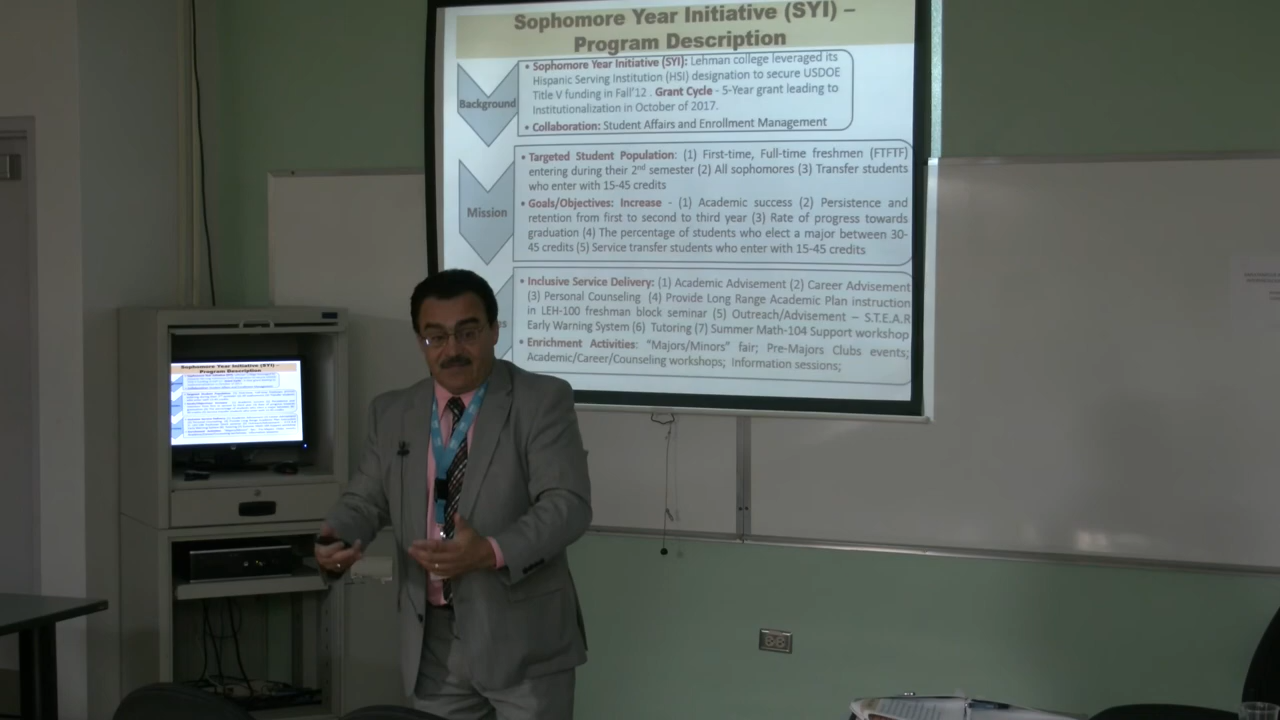 Sophomore Year Initiative (SYI) –
Program Description
Background
• Sophomore Year Initiative (SYI): Lehman college leveraged its
Hispanic Serving Institution (HSI) designation to secure USDOE
Title V funding in Fall'12 . Grant Cycle - 5-Year grant leading to
Institutionalization in October of 2017.
• Collaboration: Student Affairs and Enrollment Management
Mission
• Targeted Student Population: (1) First-time, Full-time freshmen (FTFTF)
entering during their 2nd semester (2) All sophomores (3) Transfer students
who enter with 15-45 credits
• Goals/Objectives: Increase - (1) Academic success (2) Persistence and
retention from first to second to third year (3) Rate of progress towards
graduation (4) The percentage of students who elect a major between 30-
45 credits (5) Service transfer students who enter with 15-45 credits
• Inclusive Service Delivery: (1) Academic Advisement (2) Career Advisement
(3) Personal Counseling (4) Provide Long Range Academic Plan instruction
in LEH-100 freshman block seminar (5) Outreach/Advisement – S.T.E.A.R
Early Warning System (6) Tutoring (7) Summer Math-104 Support workshop
• Enrichment Activities: "Majors/Minors" fair; Pre-Majors Clubs events;
Academic/Career/Counseling workshops; Information sessions;
Sophomore Year Initiative (SYI) –
Program Description